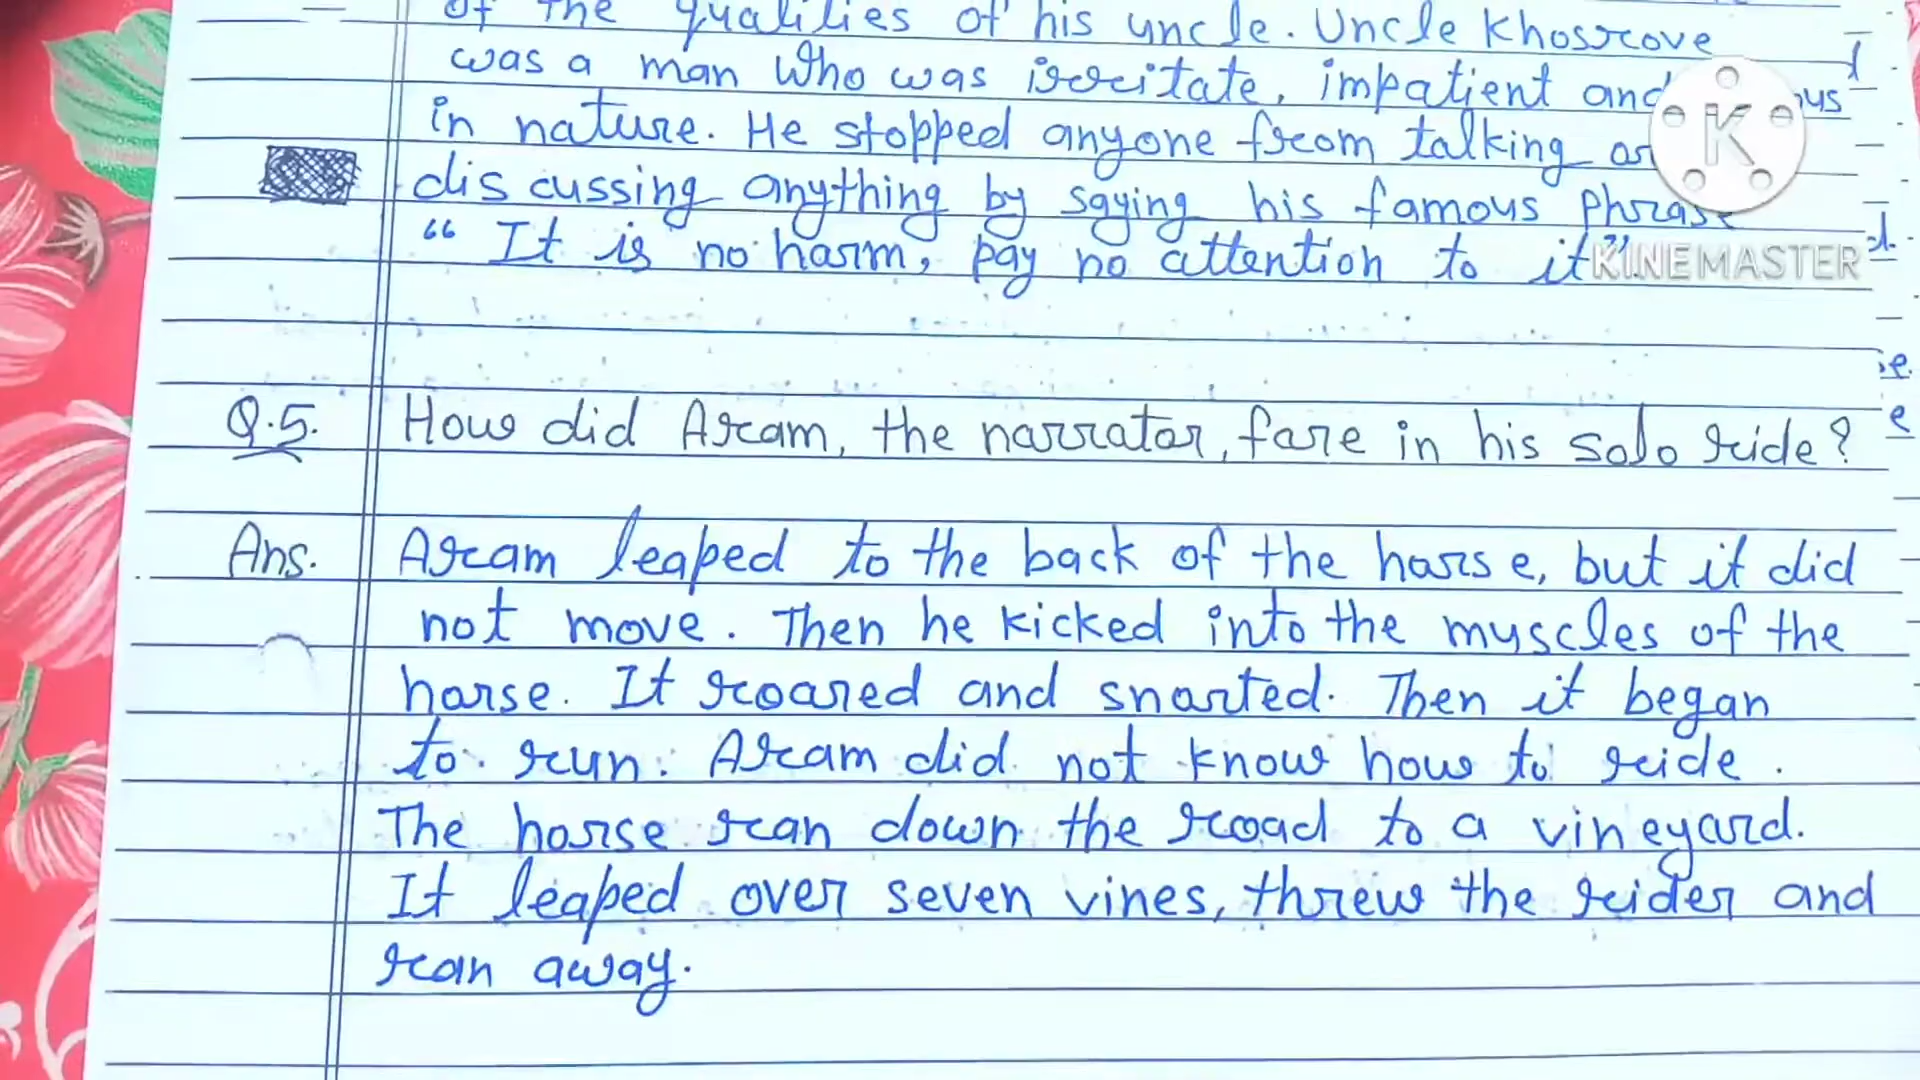 of the qualities of his uncle. Uncle Khosrove
was a man who was irritate, impatient and
in nature. He stopped anyone from talking or
dis cussing anything by saying his famous phrase
“ It is no harm, pay no attention to it”.
KINEMASTER
Q.5. How did Aram, the narrator, fare in his solo ride?
Ans. Aram leaped to the back of the horse, but it did
not move. Then he kicked into the muscles of the
horse. It roared and snorted. Then it began
to run. Aram did not know how to ride.
The horse ran down the road to a vineyard.
It leaped over seven vines, threw the rider and
ran away.